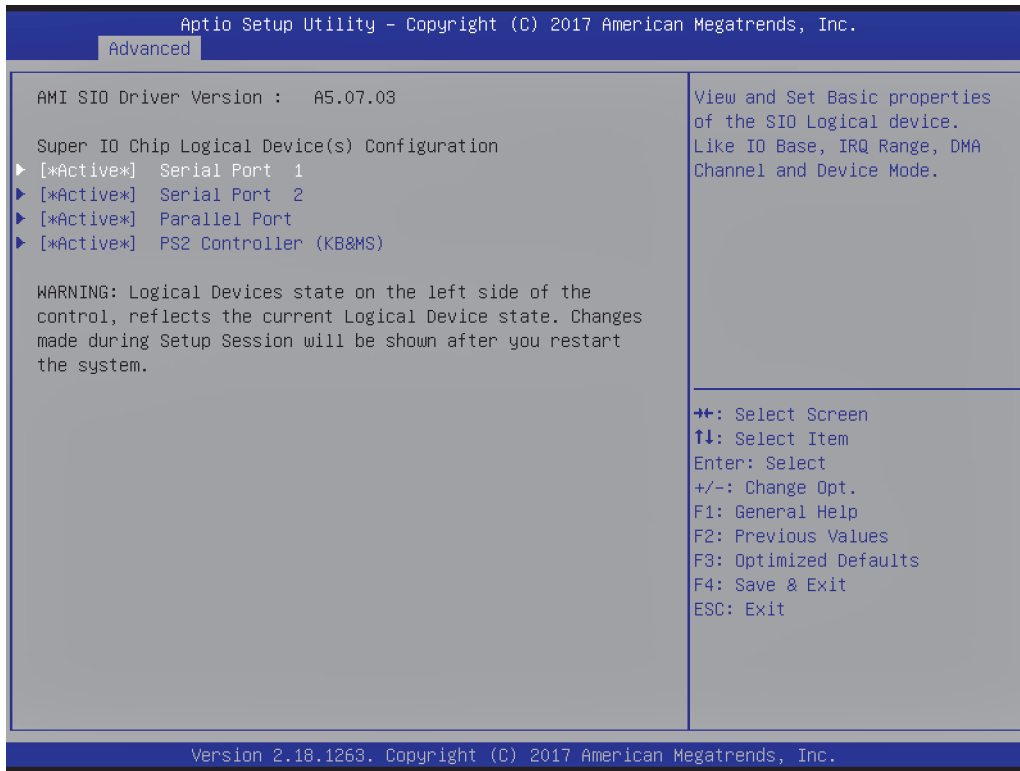 Aptio Setup Utility – Copyright (C) 2017 American Megatrends, Inc.
Advanced
AMI SIO Driver Version :   A5.07.03
Super IO Chip Logical Device(s) Configuration
▶ [*Active*]  Serial Port  1
▶ [*Active*]  Serial Port  2
▶ [*Active*]  Parallel Port
▶ [*Active*]  PS2 Controller (KB&MS)
WARNING: Logical Devices state on the left side of the
control, reflects the current Logical Device state. Changes
made during Setup Session will be shown after you restart
the system.
View and Set Basic properties
of the SIO Logical device.
Like IO Base, IRQ Range, DMA
Channel and Device Mode.
→←: Select Screen
↑↓: Select Item
Enter: Select
+/-: Change Opt.
F1: General Help
F2: Previous Values
F3: Optimized Defaults
F4: Save & Exit
ESC: Exit
Version 2.18.1263. Copyright (C) 2017 American Megatrends, Inc.